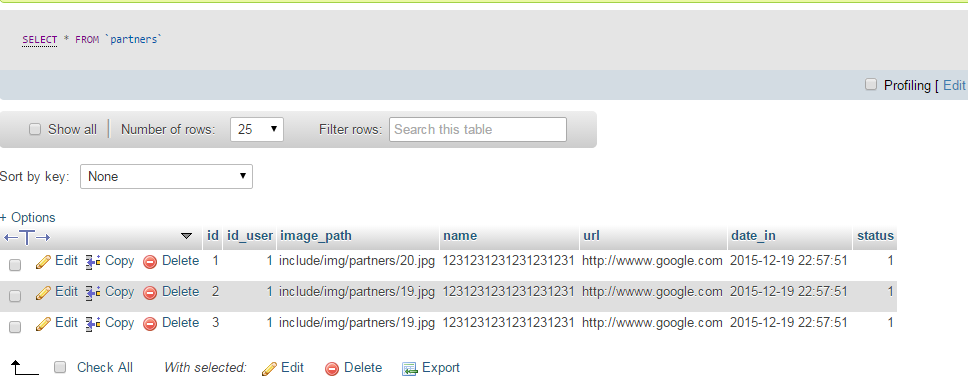 SELECT * FROM `partners`
Profiling [ Edit
Show all Number of rows: 25 Filter rows: Search this table
Sort by key: None
+ Options
id id_user image_path name url date_in status
Edit Copy Delete 1 1 include/img/partners/20.jpg 1231231231231231231 http://wwww.google.com 2015-12-19 22:57:51 1
Edit Copy Delete 2 1 include/img/partners/19.jpg 1231231231231231231 http://wwww.google.com 2015-12-19 22:57:51 1
Edit Copy Delete 3 1 include/img/partners/19.jpg 1231231231231231231 http://wwww.google.com 2015-12-19 22:57:51 1
Check All With selected: Edit Delete Export